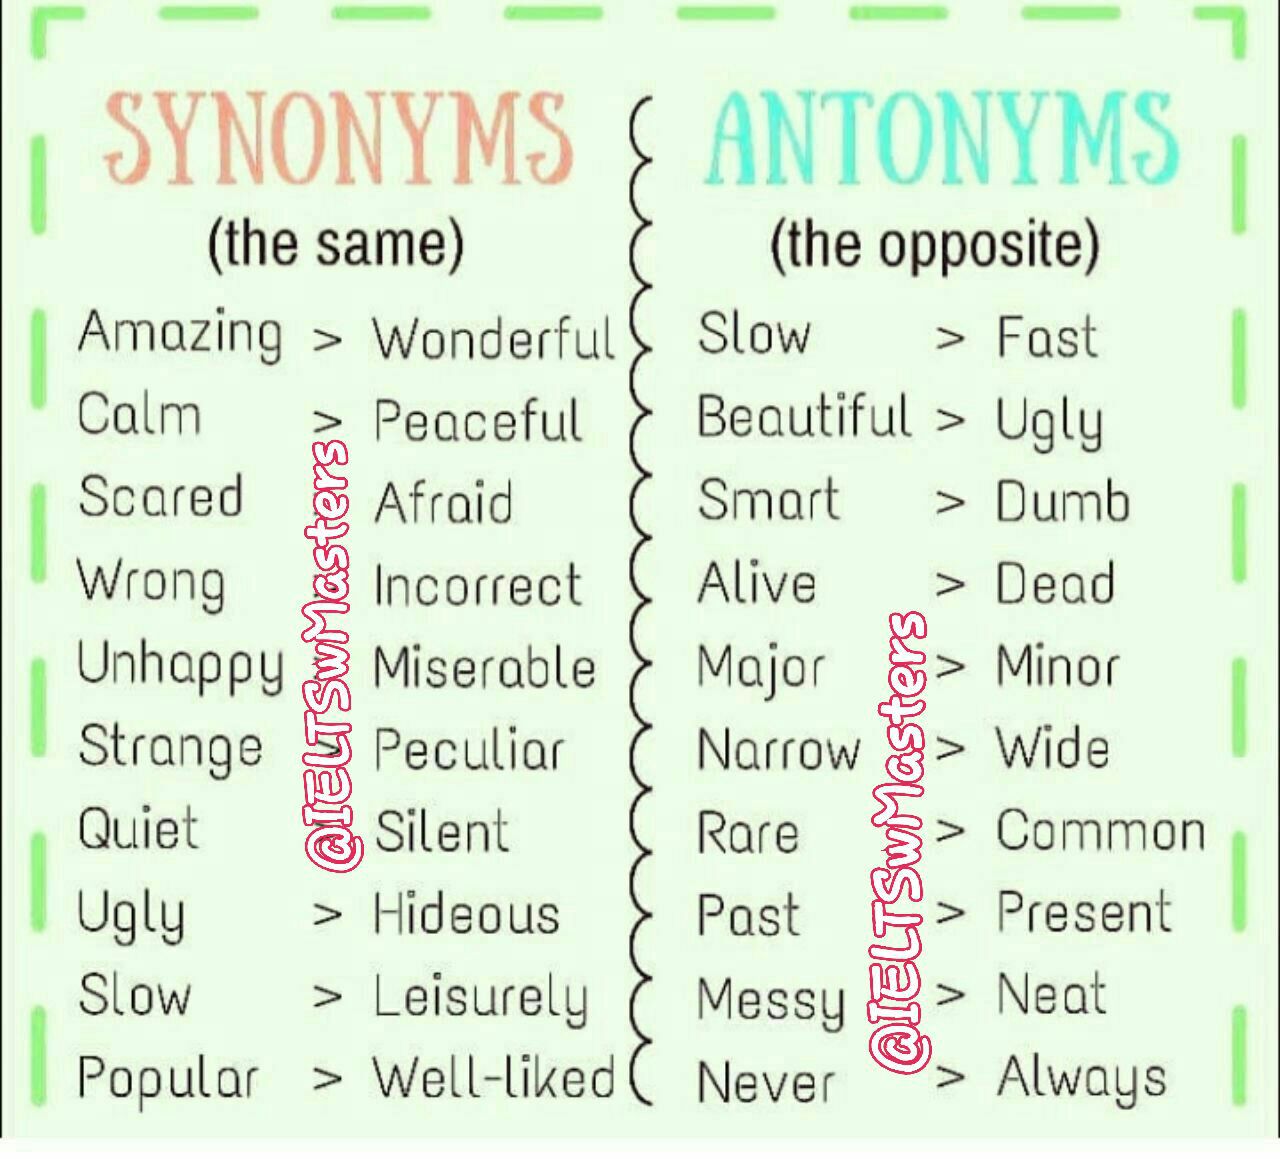 SYNONYMS
(the same)
Amazing > Wonderful
Calm > Peaceful
Scared Afraid
Wrong Incorrect
Unhappy Miserable
Strange > Peculiar
Quiet Silent
Ugly > Hideous
Slow > Leisurely
Popular > Well-liked
@IELTSwMasters
ANTONYMS
(the opposite)
Slow > Fast
Beautiful > Ugly
Smart > Dumb
Alive > Dead
Major > Minor
Narrow > Wide
Rare > Common
Past > Present
Messy > Neat
Never > Always
@IELTSwMasters